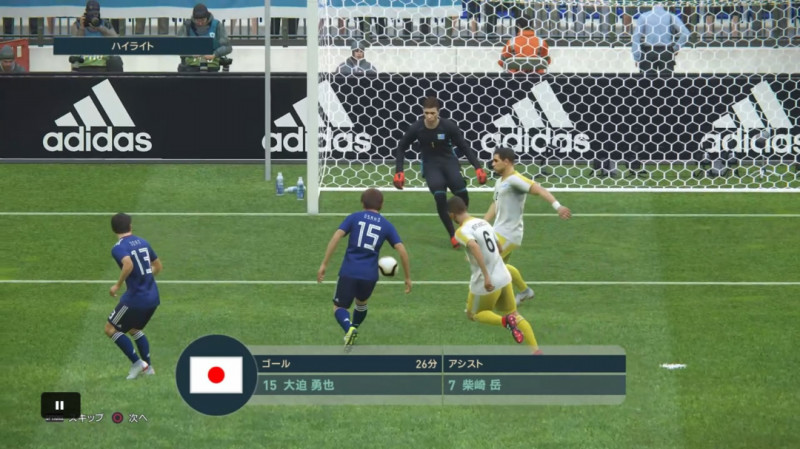 ハイライト
adidas
adidas
adidas
adidas
13
OSAKO
15
6
ゴール 26分 アシスト
15 大迫 勇也 7 柴崎 岳
スキップ 次へ